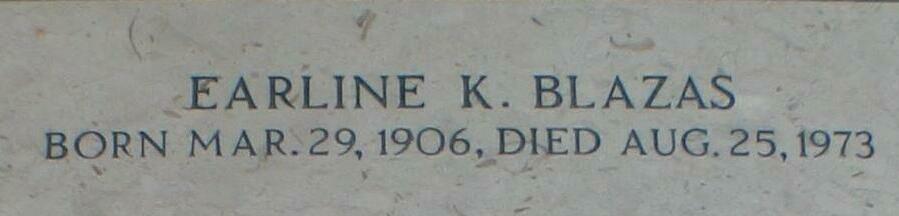 EARLINE K. BLAZAS
BORN MAR. 29, 1906, DIED AUG. 25, 1973